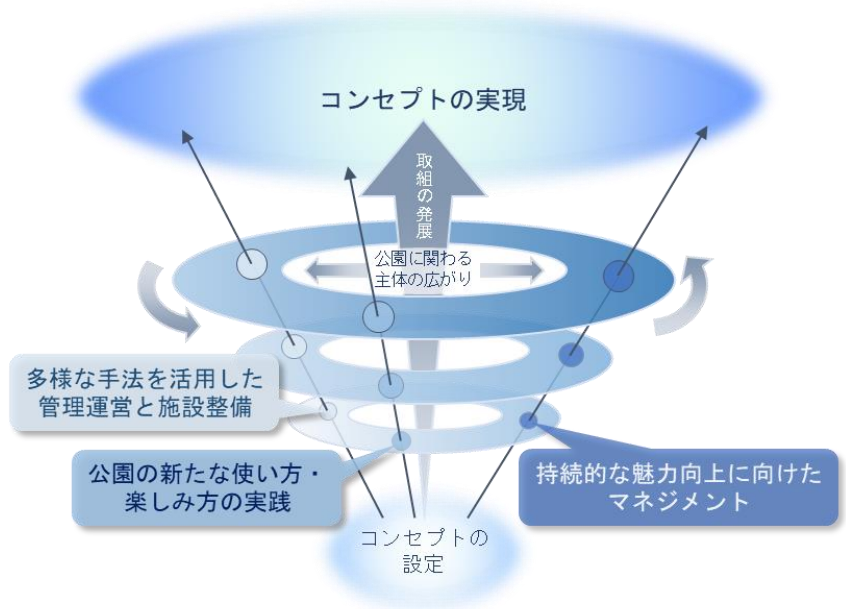 コンセプトの実現
取組の発展
公園に関わる
主体の広がり
多様な手法を活用した
管理運営と施設整備
公園の新たな使い方・
楽しみ方の実践
持続的な魅力向上に向けた
マネジメント
コンセプトの
設定